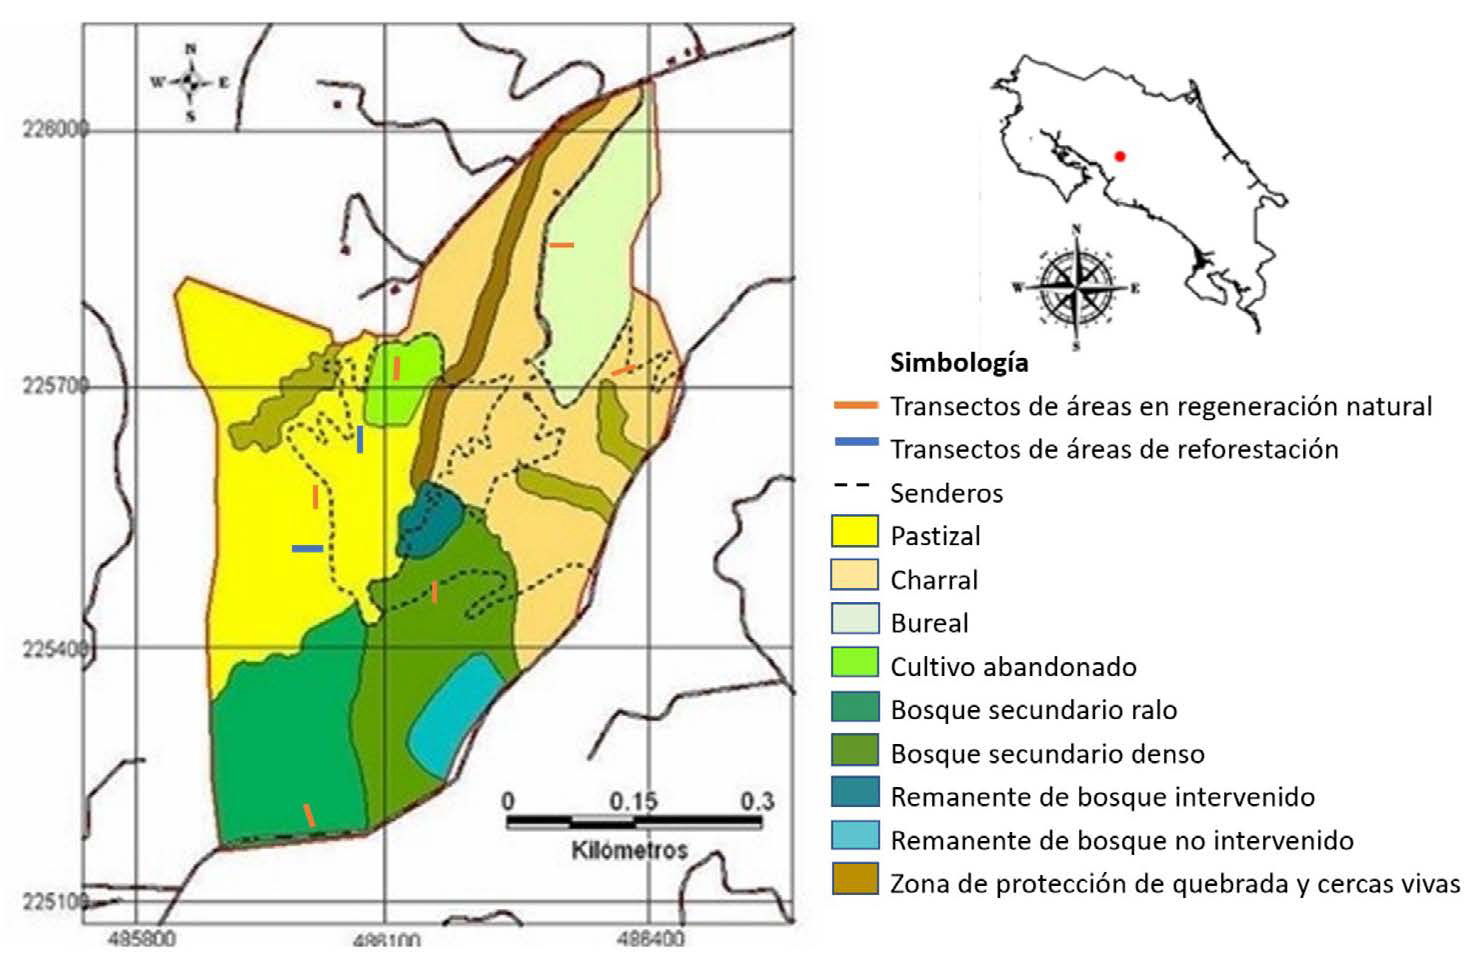 N
W E
S
226000
225700
225400
225100
485800 486100 486400
0 0.15 0.3
Kilómetros
N
W E
S
Simbología
Transectos de áreas en regeneración natural
Transectos de áreas de reforestación
Senderos
Pastizal
Charral
Bureal
Cultivo abandonado
Bosque secundario ralo
Bosque secundario denso
Remanente de bosque intervenido
Remanente de bosque no intervenido
Zona de protección de quebrada y cercas vivas